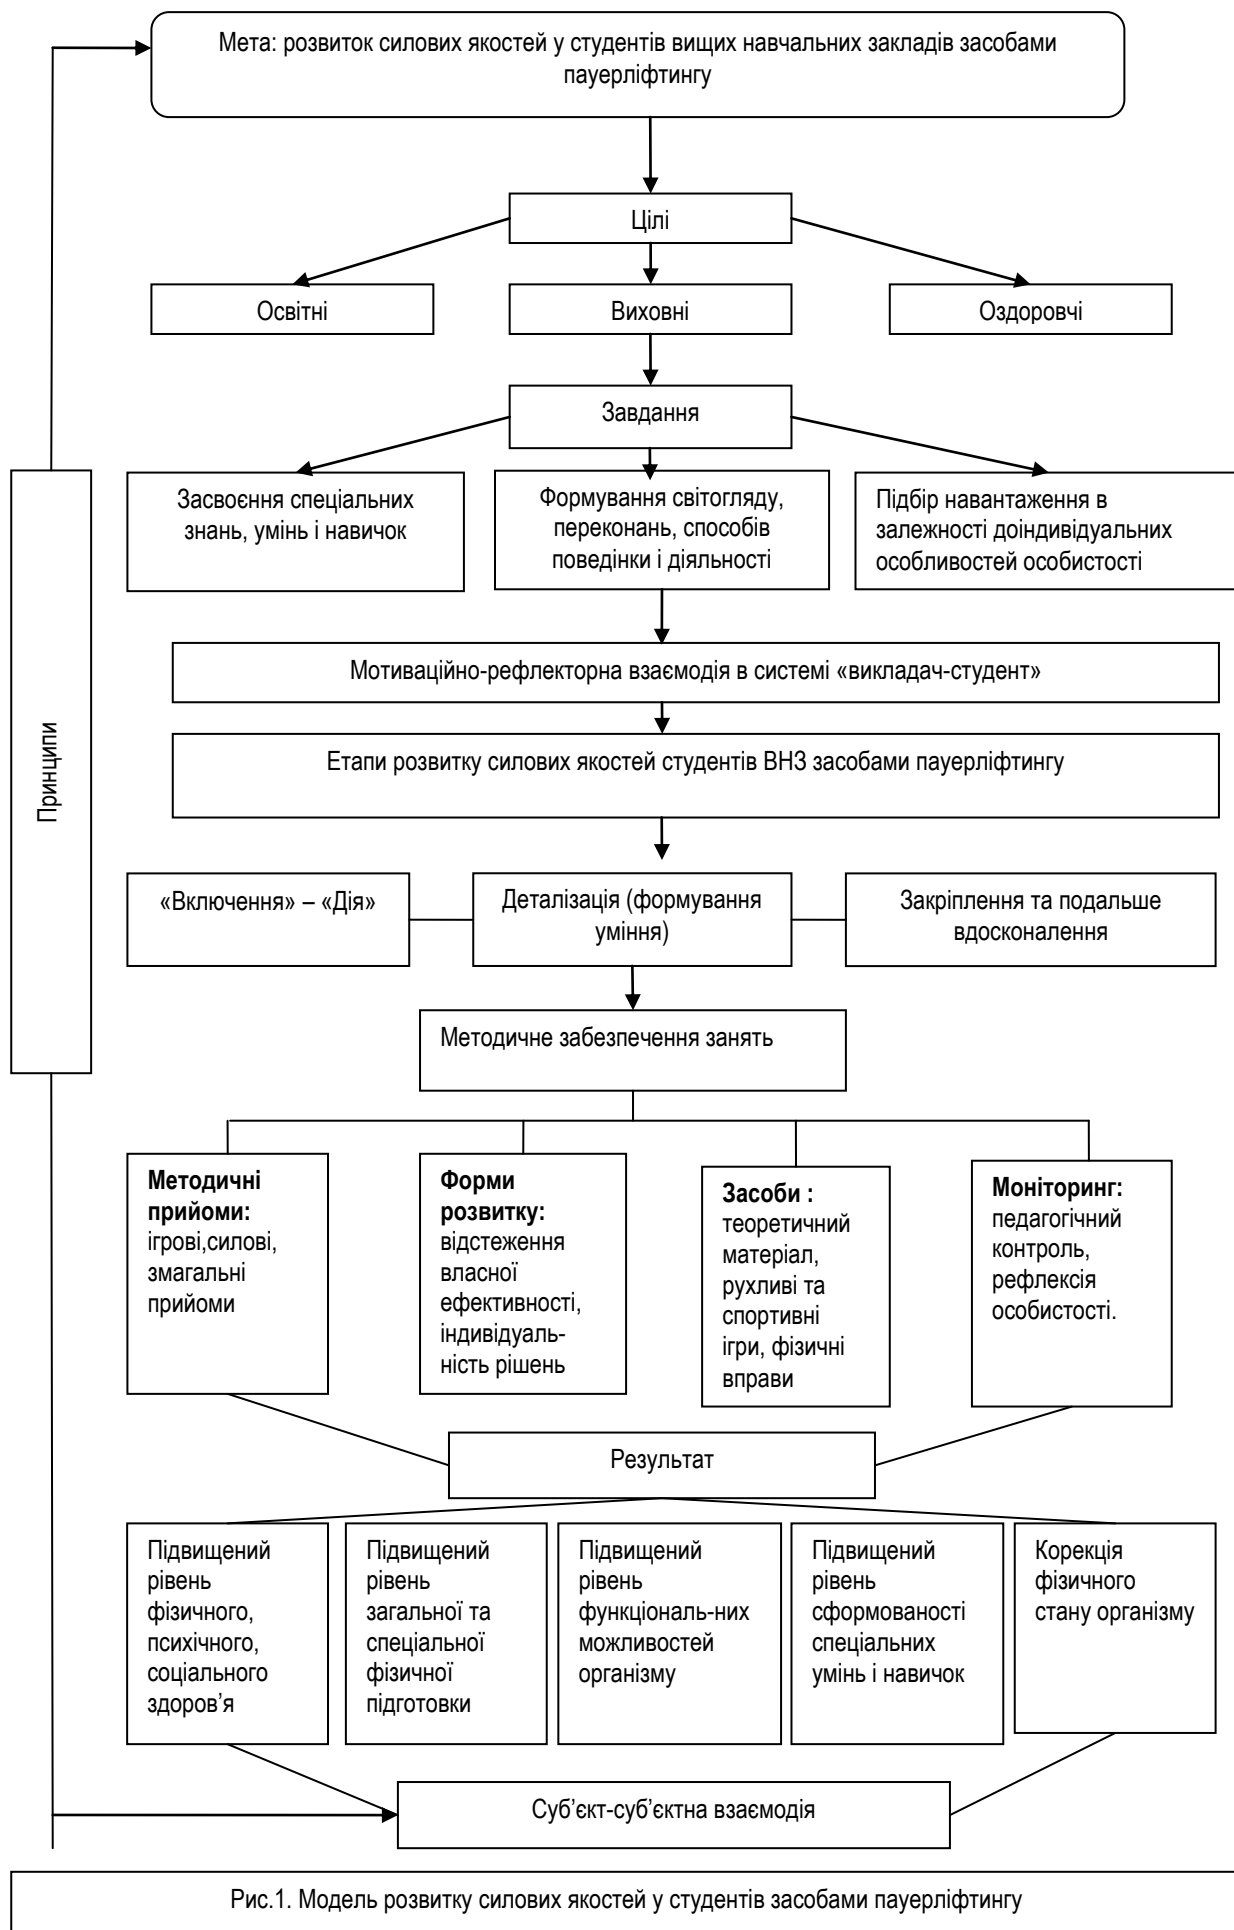 Мета: розвиток силових якостей у студентів вищих навчальних закладів засобами
пауерліфтингу
Цілі
Освітні
Виховні
Оздоровчі
Завдання
Засвоєння спеціальних
знань, умінь і навичок
Формування світогляду,
переконань, способів
поведінки і діяльності
Підбір навантаження в
залежності доіндивідуальних
особливостей особистості
Принципи
Мотиваційно-рефлекторна взаємодія в системі «викладач-студент»
Етапи розвитку силових якостей студентів ВНЗ засобами пауерліфтингу
«Включення» – «Дія»
Деталізація (формування
уміння)
Закріплення та подальше
вдосконалення
Методичне забезпечення занять
Методичні
прийоми:
ігрові,силові,
змагальні
прийоми
Форми
розвитку:
відстеження
власної
ефективності,
індивідуаль-
ність рішень
Засоби :
теоретичний
матеріал,
рухливі та
спортивні
ігри, фізичні
вправи
Моніторинг:
педагогічний
контроль,
рефлексія
особистості.
Результат
Підвищений
рівень
фізичного,
психічного,
соціального
здоров’я
Підвищений
рівень
загальної та
спеціальної
фізичної
підготовки
Підвищений
рівень
функціональ-них
можливостей
організму
Підвищений
рівень
сформованості
спеціальних
умінь і навичок
Корекція
фізичного
стану організму
Суб’єкт-суб’єктна взаємодія
Рис.1. Модель розвитку силових якостей у студентів засобами пауерліфтингу